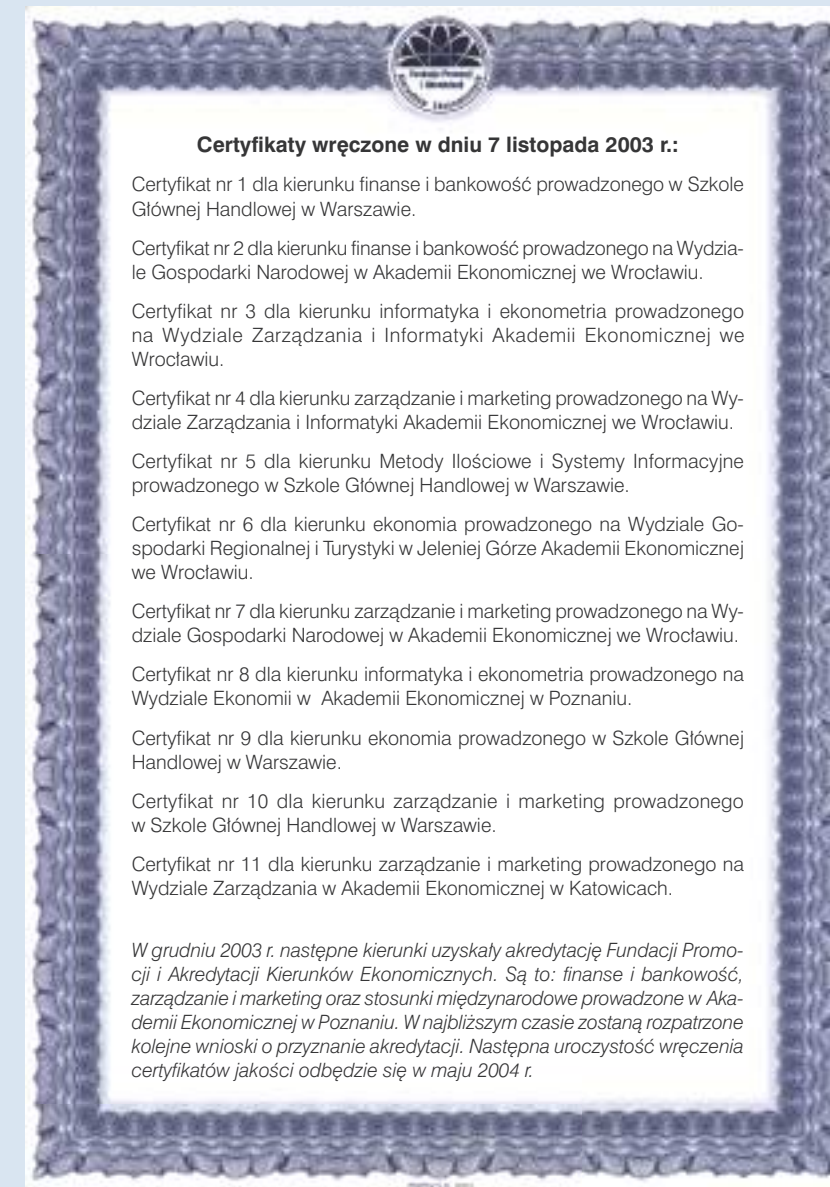 Fundacja Promocji
i Akredytacji
Certyfikaty wręczone w dniu 7 listopada 2003 r.:
Certyfikat nr 1 dla kierunku finanse i bankowość prowadzonego w Szkole
Głównej Handlowej w Warszawie.
Certyfikat nr 2 dla kierunku finanse i bankowość prowadzonego na Wydzia-
le Gospodarki Narodowej w Akademii Ekonomicznej we Wrocławiu.
Certyfikat nr 3 dla kierunku informatyka i ekonometria prowadzonego
na Wydziale Zarządzania i Informatyki Akademii Ekonomicznej we
Wrocławiu.
Certyfikat nr 4 dla kierunku zarządzanie i marketing prowadzonego na Wy-
dziale Zarządzania i Informatyki Akademii Ekonomicznej we Wrocławiu.
Certyfikat nr 5 dla kierunku Metody Ilościowe i Systemy Informacyjne
prowadzonego w Szkole Głównej Handlowej w Warszawie.
Certyfikat nr 6 dla kierunku ekonomia prowadzonego na Wydziale Go-
spodarki Regionalnej i Turystyki w Jeleniej Górze Akademii Ekonomicznej
we Wrocławiu.
Certyfikat nr 7 dla kierunku zarządzanie i marketing prowadzonego na Wy-
dziale Gospodarki Narodowej w Akademii Ekonomicznej we Wrocławiu.
Certyfikat nr 8 dla kierunku informatyka i ekonometria prowadzonego na
Wydziale Ekonomii w Akademii Ekonomicznej w Poznaniu.
Certyfikat nr 9 dla kierunku ekonomia prowadzonego w Szkole Głównej
Handlowej w Warszawie.
Certyfikat nr 10 dla kierunku zarządzanie i marketing prowadzonego
w Szkole Głównej Handlowej w Warszawie.
Certyfikat nr 11 dla kierunku zarządzanie i marketing prowadzonego na
Wydziale Zarządzania w Akademii Ekonomicznej w Katowicach.
W grudniu 2003 r. następne kierunki uzyskały akredytację Fundacji Promo-
cji i Akredytacji Kierunków Ekonomicznych. Są to: finanse i bankowość,
zarządzanie i marketing oraz stosunki międzynarodowe prowadzone w Aka-
demii Ekonomicznej w Poznaniu. W najbliższym czasie zostaną rozpatrzone
kolejne wnioski o przyznanie akredytacji. Następna uroczystość wręczenia
certyfikatów jakości odbędzie się w maju 2004 r.